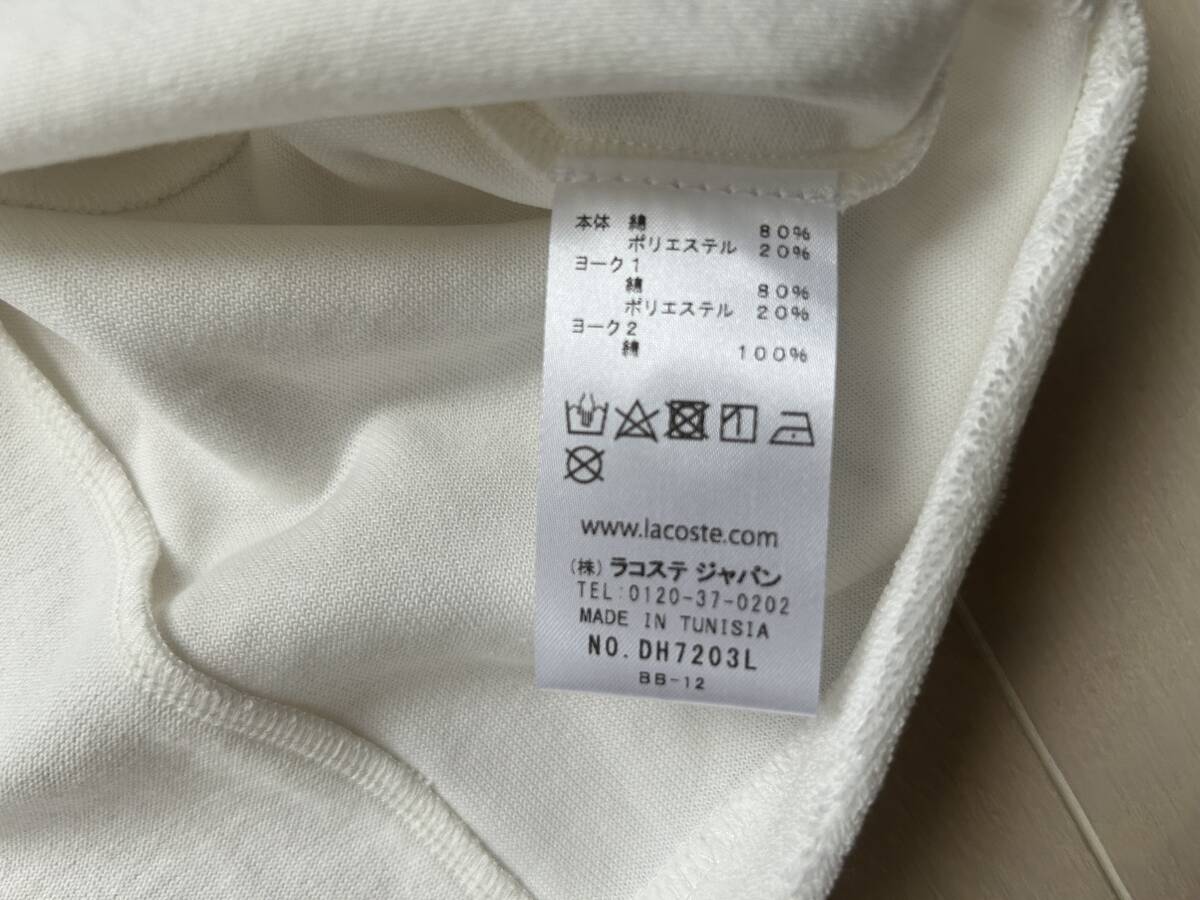 本体 綿 80%
ポリエステル 20%
ヨーク1
綿 80%
ポリエステル 20%
ヨーク2
綿 100%
www.lacoste.com
(株) ラコステ ジャパン
TEL:0120-37-0202
MADE IN TUNISIA
NO.DH7203L
BB-12